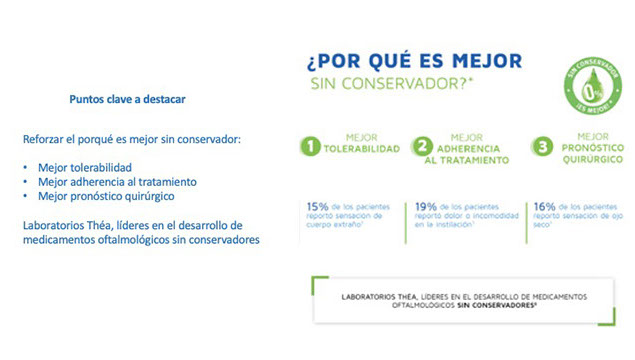 Puntos clave a destacar
Reforzar el porqué es mejor sin conservador:
• Mejor tolerabilidad
• Mejor adherencia al tratamiento
• Mejor pronóstico quirúrgico
Laboratorios Théa, líderes en el desarrollo de
medicamentos oftalmológicos sin conservadores
¿POR QUÉ ES MEJOR
SIN CONSERVADOR?*
SIN CONSERVADOR
0%
¡ES MEJOR!
1 MEJOR
TOLERABILIDAD
2 MEJOR
ADHERENCIA
AL TRATAMIENTO
3 MEJOR
PRONÓSTICO
QUIRÚRGICO
15% de los pacientes
reportó sensación de
cuerpo extraño¹
19% de los pacientes
reportó dolor o incomodidad
en la instilación¹
16% de los pacientes
reportó sensación de ojo
seco¹
LABORATORIOS THÉA, LÍDERES EN EL DESARROLLO DE MEDICAMENTOS
OFTALMOLÓGICOS SIN CONSERVADORES